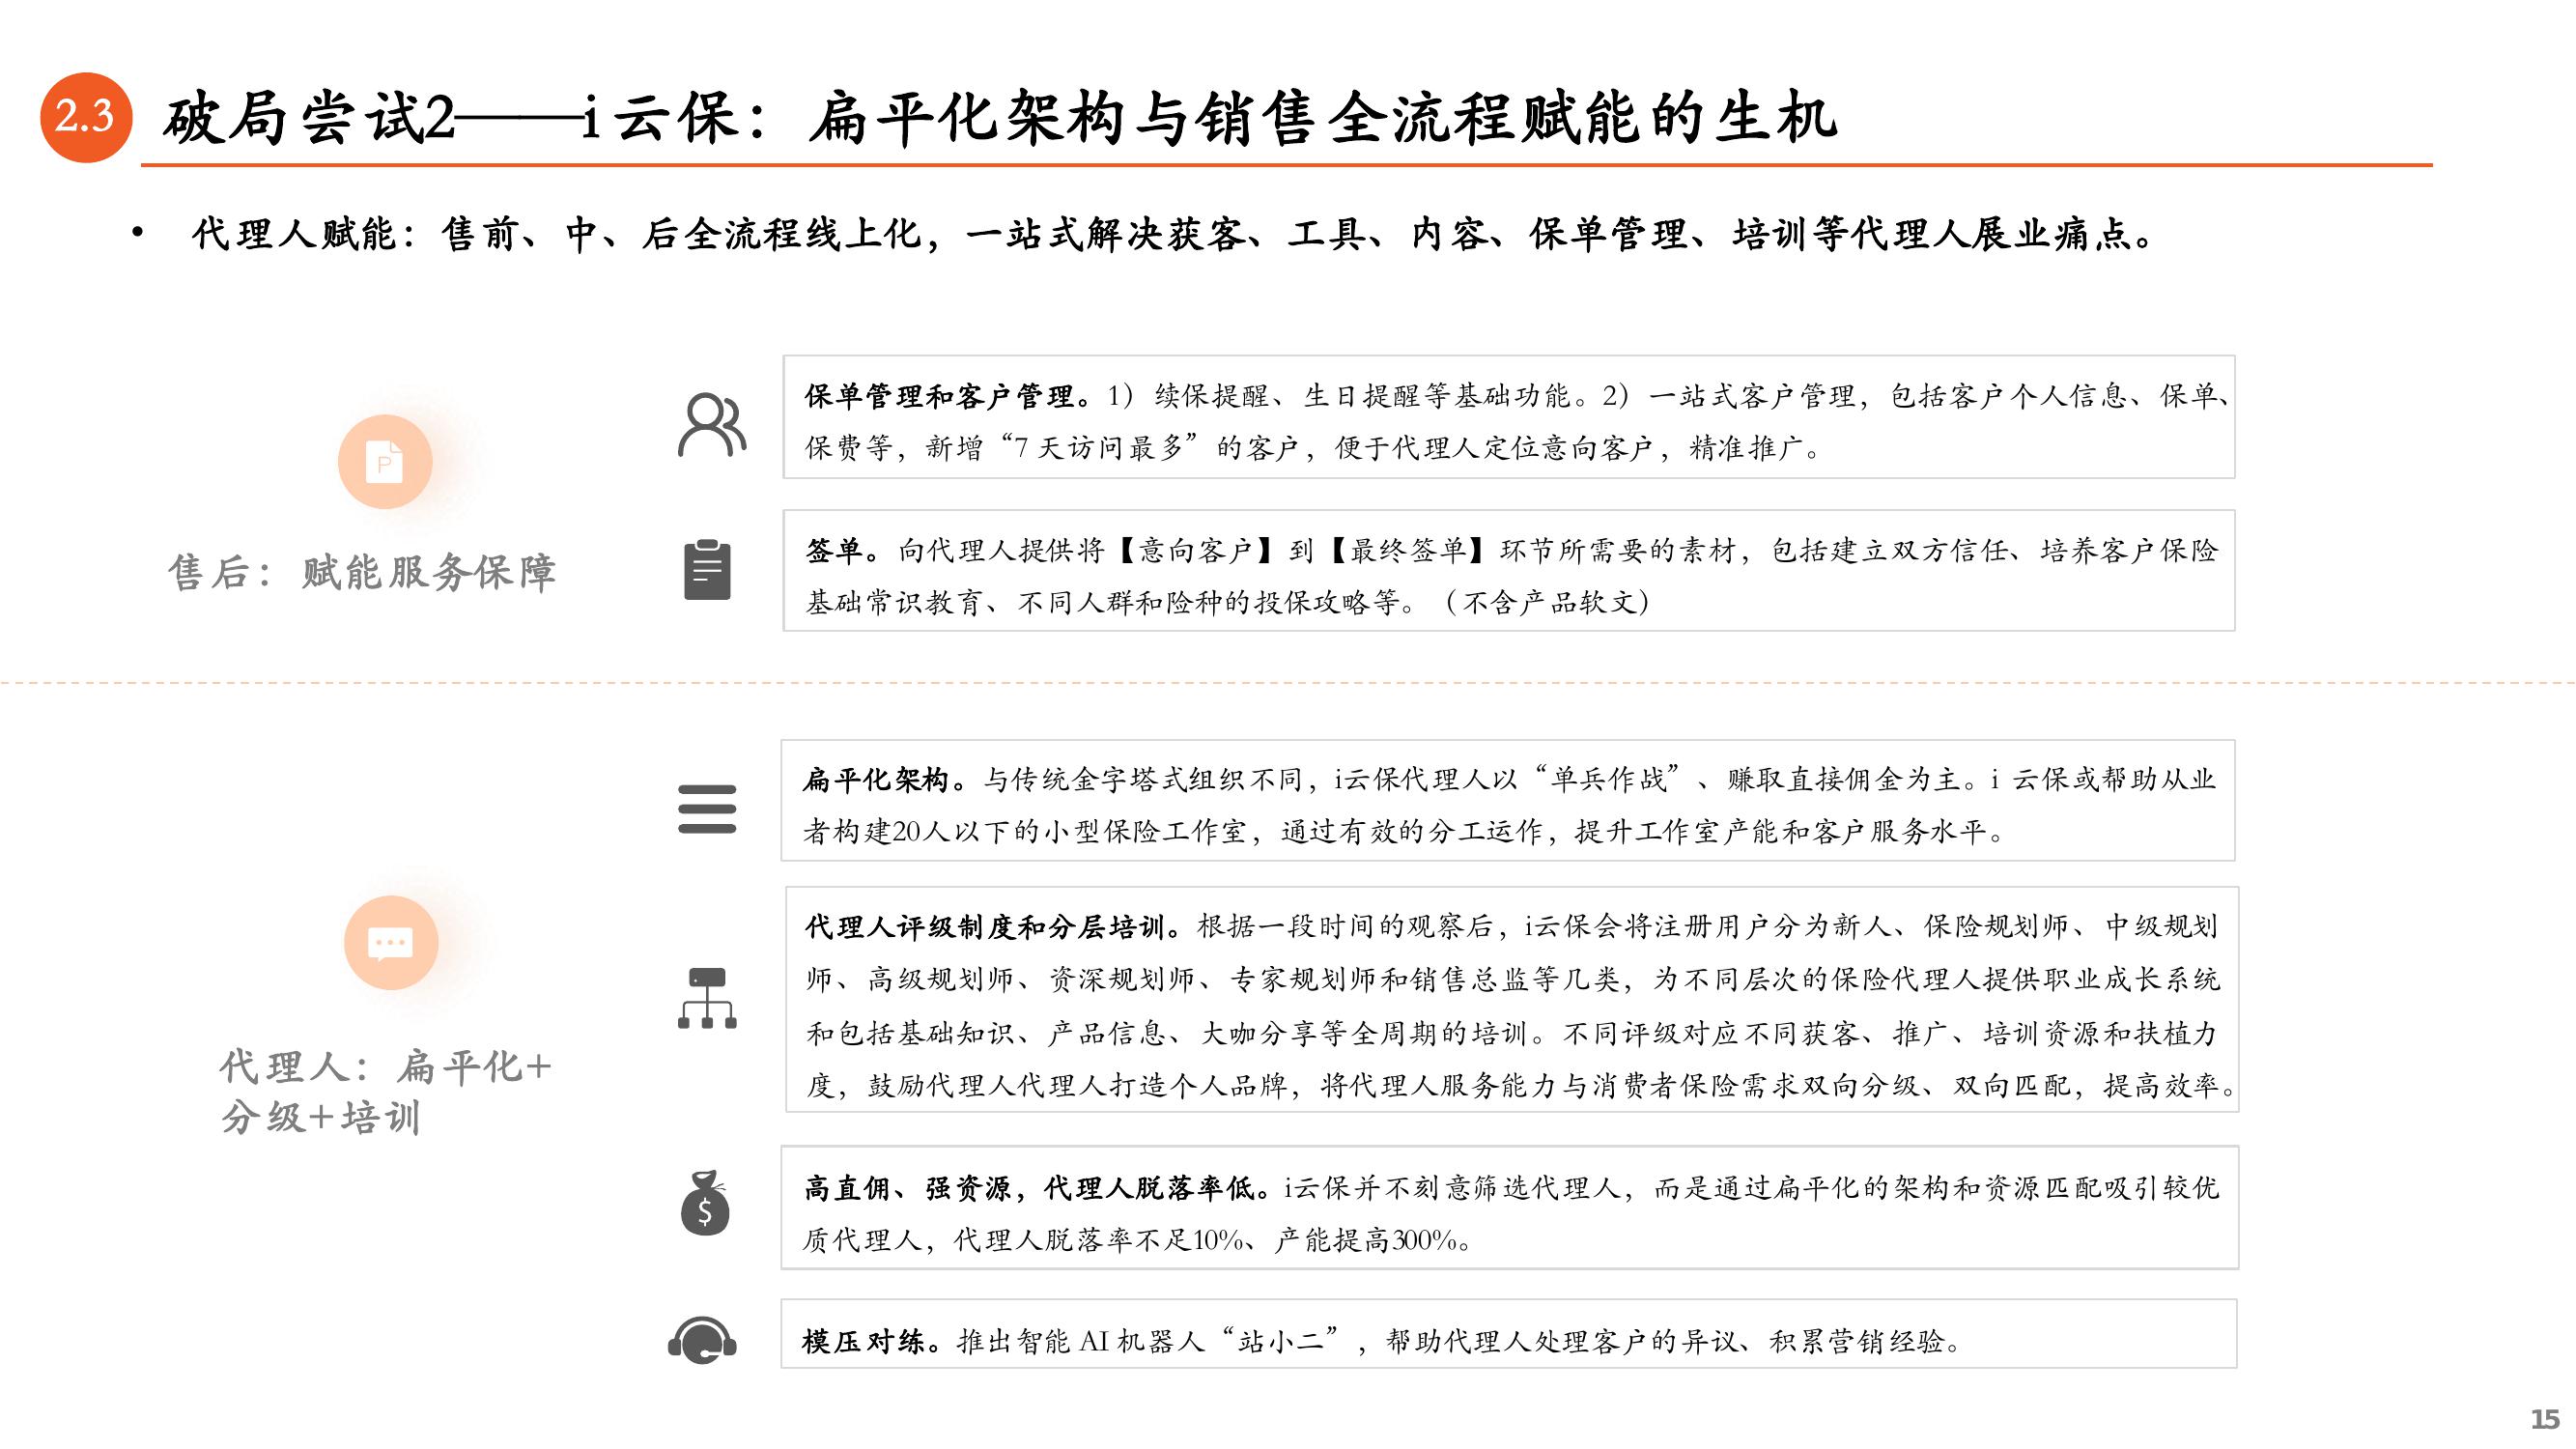 2.3
破局尝试2——i云保：扁平化架构与销售全流程赋能的生机
• 代理人赋能：售前、中、后全流程线上化，一站式解决获客、工具、内容、保单管理、培训等代理人展业痛点。
P
售后：赋能服务保障
保单管理和客户管理。1）续保提醒、生日提醒等基础功能。2）一站式客户管理，包括客户个人信息、保单、
保费等，新增“7 天访问最多”的客户，便于代理人定位意向客户，精准推广。
签单。向代理人提供将【意向客户】到【最终签单】环节所需要的素材，包括建立双方信任、培养客户保险
基础常识教育、不同人群和险种的投保攻略等。（不含产品软文）
代理人：扁平化+
分级+培训
扁平化架构。与传统金字塔式组织不同，i云保代理人以“单兵作战”、赚取直接佣金为主。i 云保或帮助从业
者构建20人以下的小型保险工作室，通过有效的分工运作，提升工作室产能和客户服务水平。
代理人评级制度和分层培训。根据一段时间的观察后，i云保会将注册用户分为新人、保险规划师、中级规划
师、高级规划师、资深规划师、专家规划师和销售总监等几类，为不同层次的保险代理人提供职业成长系统
和包括基础知识、产品信息、大咖分享等全周期的培训。不同评级对应不同获客、推广、培训资源和扶植力
度，鼓励代理人代理人打造个人品牌，将代理人服务能力与消费者保险需求双向分级、双向匹配，提高效率。
$
高直佣、强资源，代理人脱落率低。i云保并不刻意筛选代理人，而是通过扁平化的架构和资源匹配吸引较优
质代理人，代理人脱落率不足10%、产能提高300%。
模压对练。推出智能 AI 机器人“站小二”，帮助代理人处理客户的异议、积累营销经验。
15